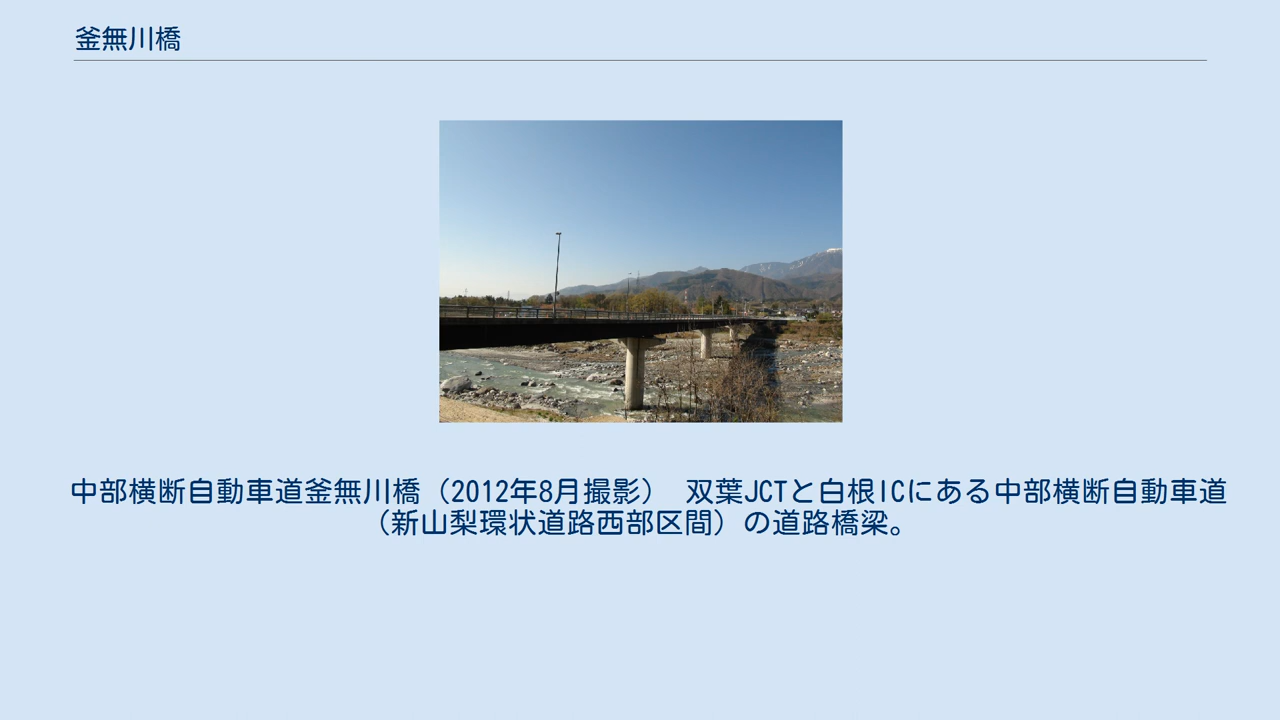 釜無川橋
中部横断自動車道釜無川橋（2012年8月撮影） 双葉JCTと白根ICにある中部横断自動車道
（新山梨環状道路西部区間）の道路橋梁。